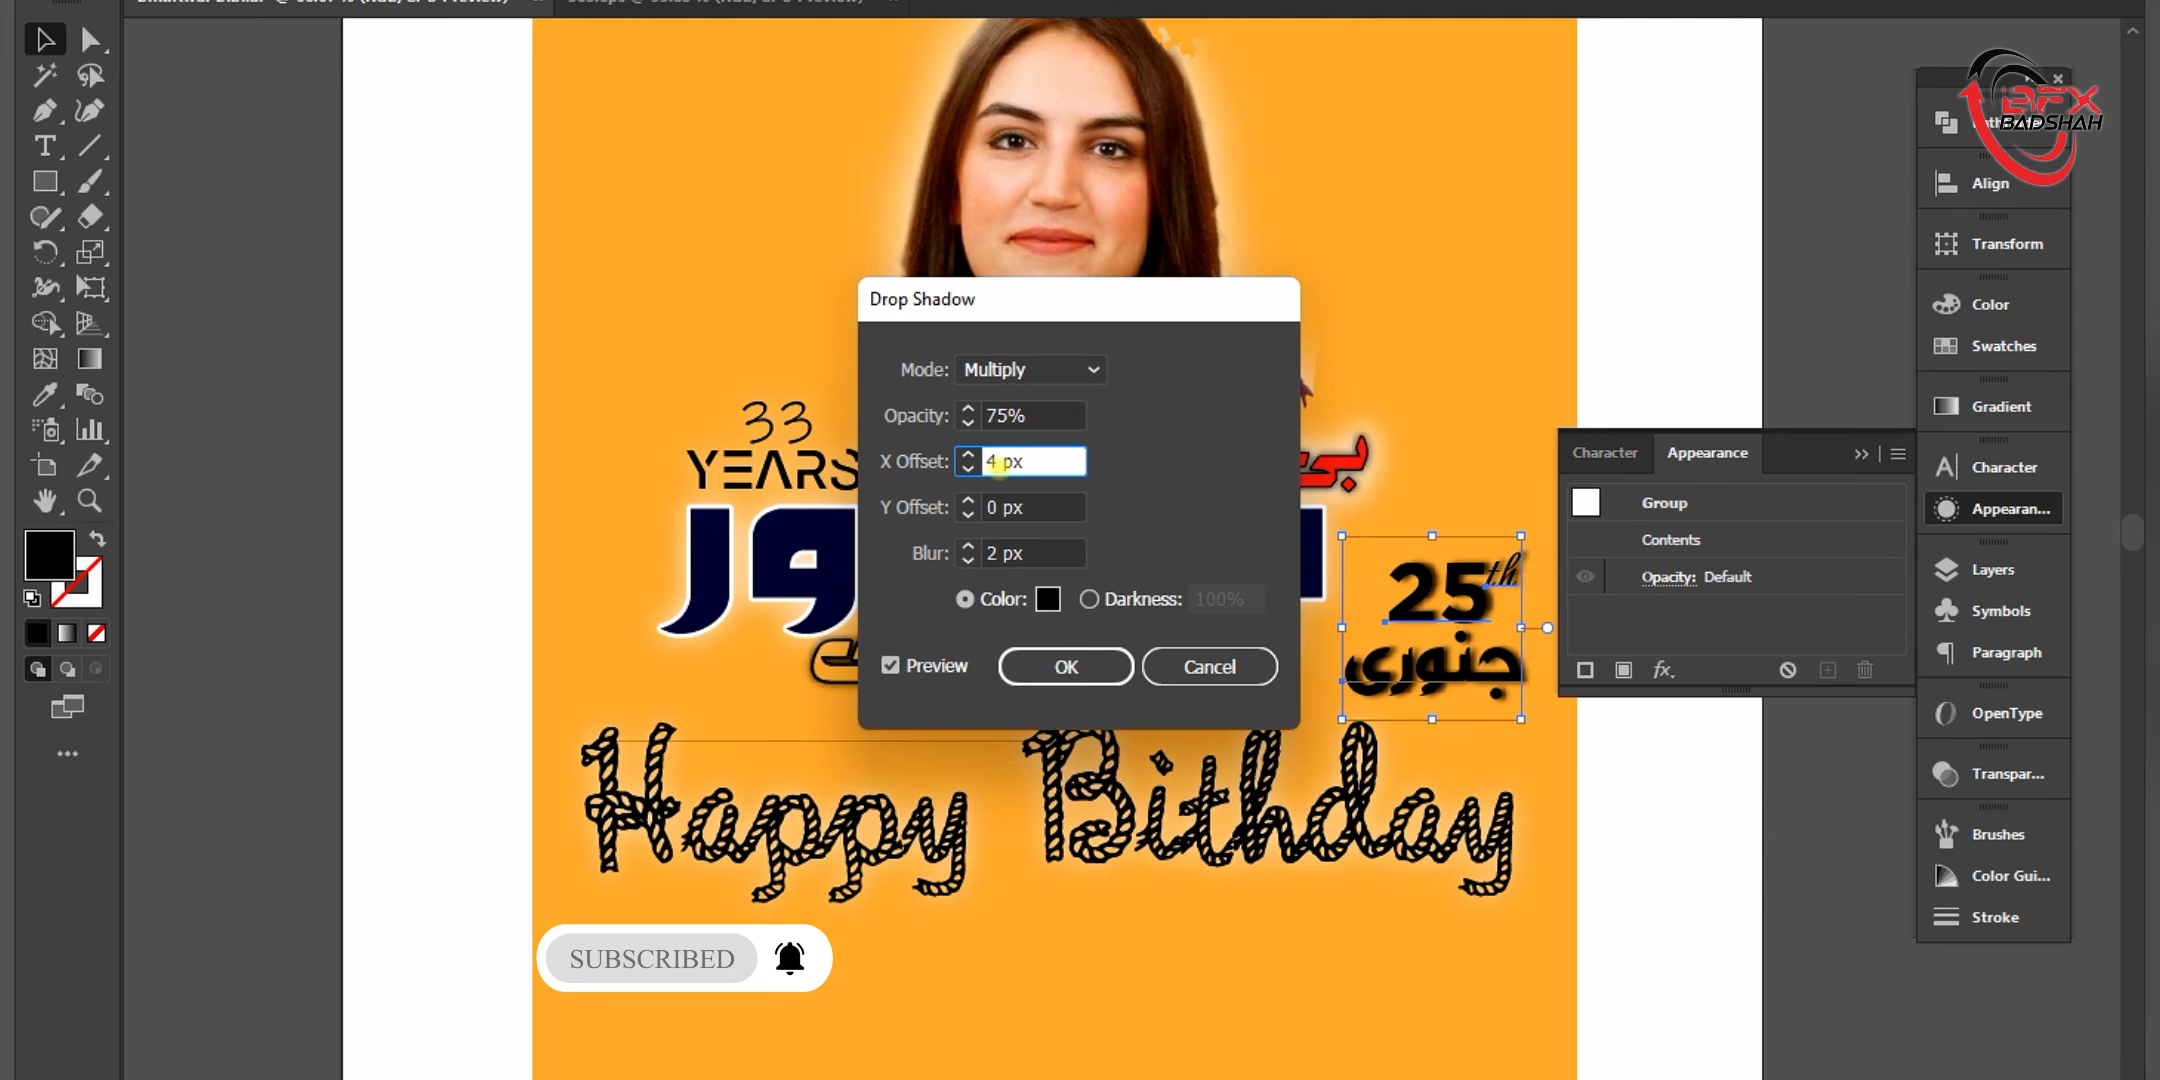 BFX
BADSHAH
Align
Transform
Color
Swatches
Gradient
Character
Appearan...
Layers
Symbols
Paragraph
OpenType
Transpar...
Brushes
Color Gui...
Stroke
Character
Appearance
Group
Contents
Opacity: Default
fx
Drop Shadow
Mode: Multiply
Opacity: 75%
X Offset: 4 px
Y Offset: 0 px
Blur: 2 px
Color:
Darkness: 100%
Preview
OK
Cancel
33
YEARS
25th
جنوری
Happy Bithday
SUBSCRIBED